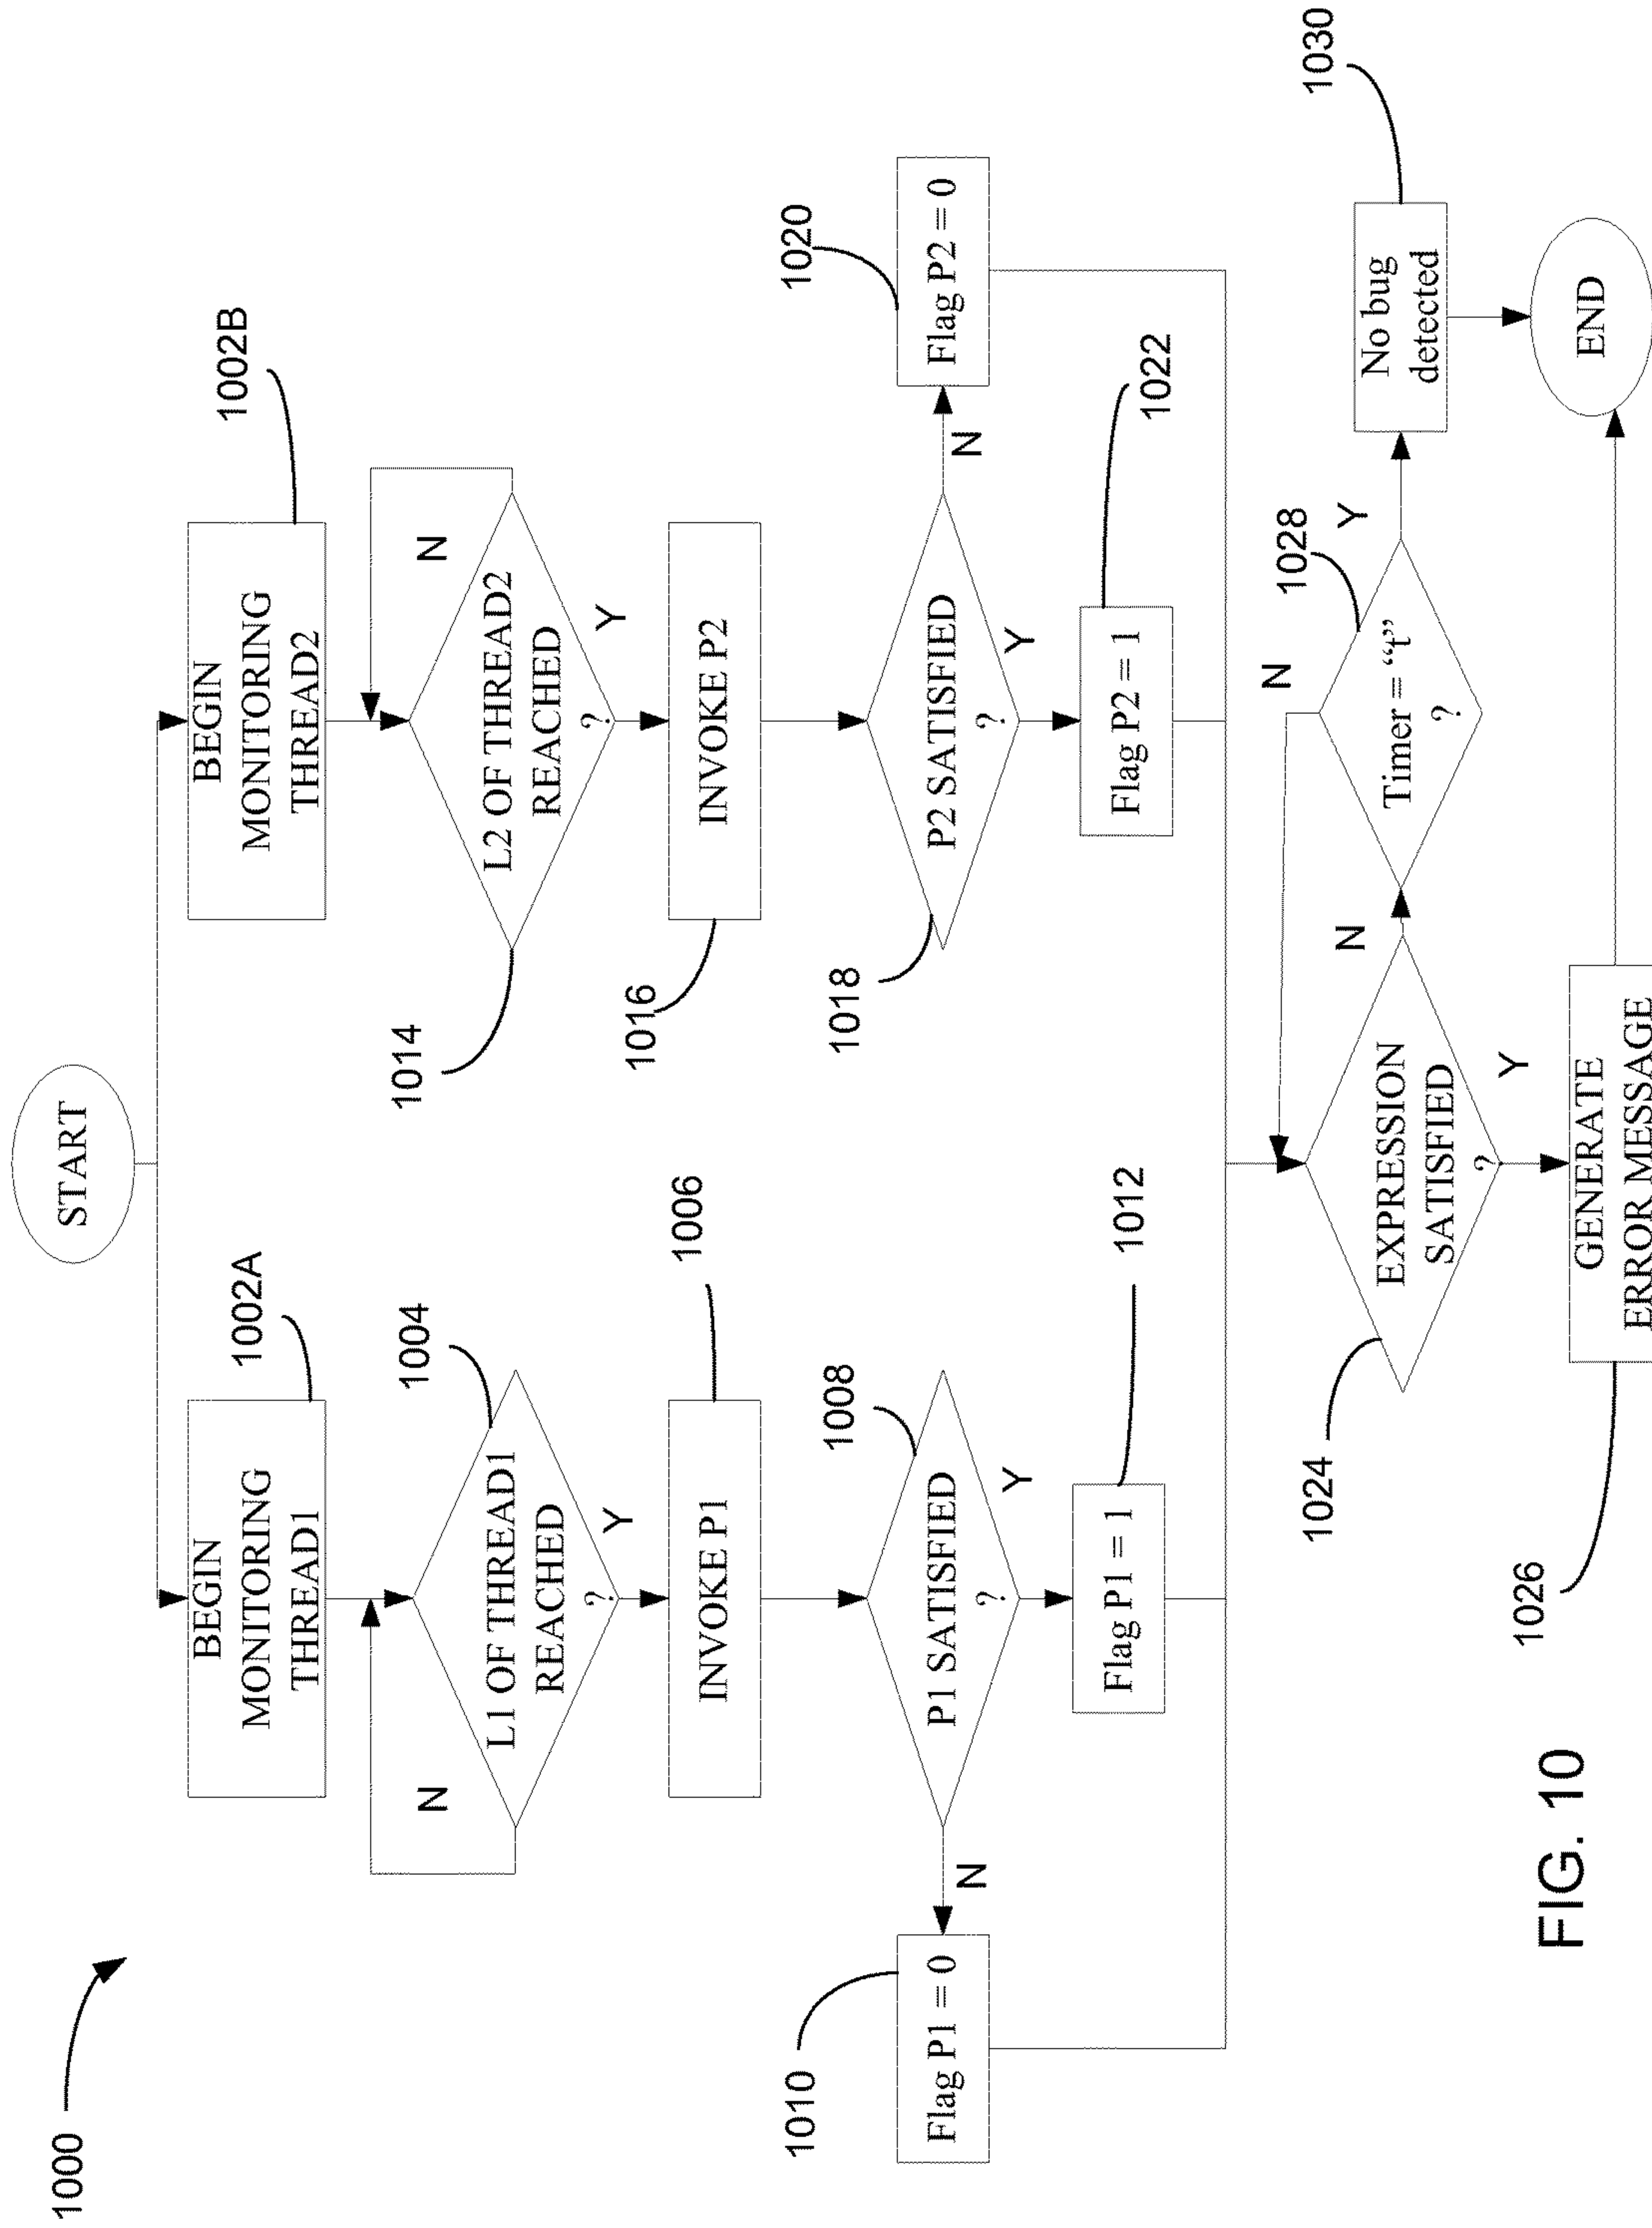 1000
START
BEGIN
MONITORING
THREAD1
1002A
BEGIN
MONITORING
THREAD2
1002B
N
L1 OF THREAD1
REACHED
?
1004
Y
1014
L2 OF THREAD2
REACHED
?
N
Y
INVOKE P1
1006
1016
INVOKE P2
1010
Flag P1 = 0
N
P1 SATISFIED
?
1008
Y
1018
P2 SATISFIED
?
N
Y
1020
Flag P2 = 0
Flag P1 = 1
1012
Flag P2 = 1
1022
1024
EXPRESSION
SATISFIED
?
N
Y
N
Timer = “t”
?
1028
Y
No bug
detected
1030
1026
GENERATE
ERROR MESSAGE
END
FIG. 10